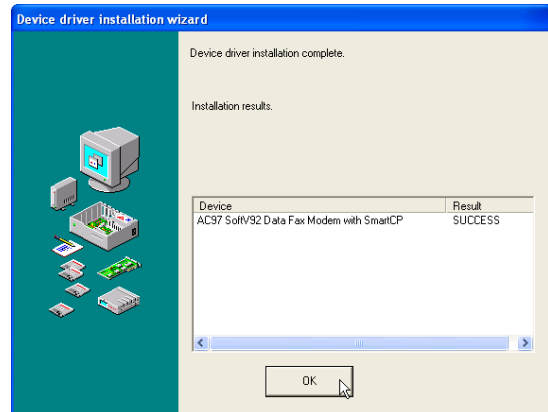 Device driver installation wizard
Device driver installation complete.
Installation results.
Device Result
AC97 SoftV92 Data Fax Modem with SmartCP SUCCESS
OK